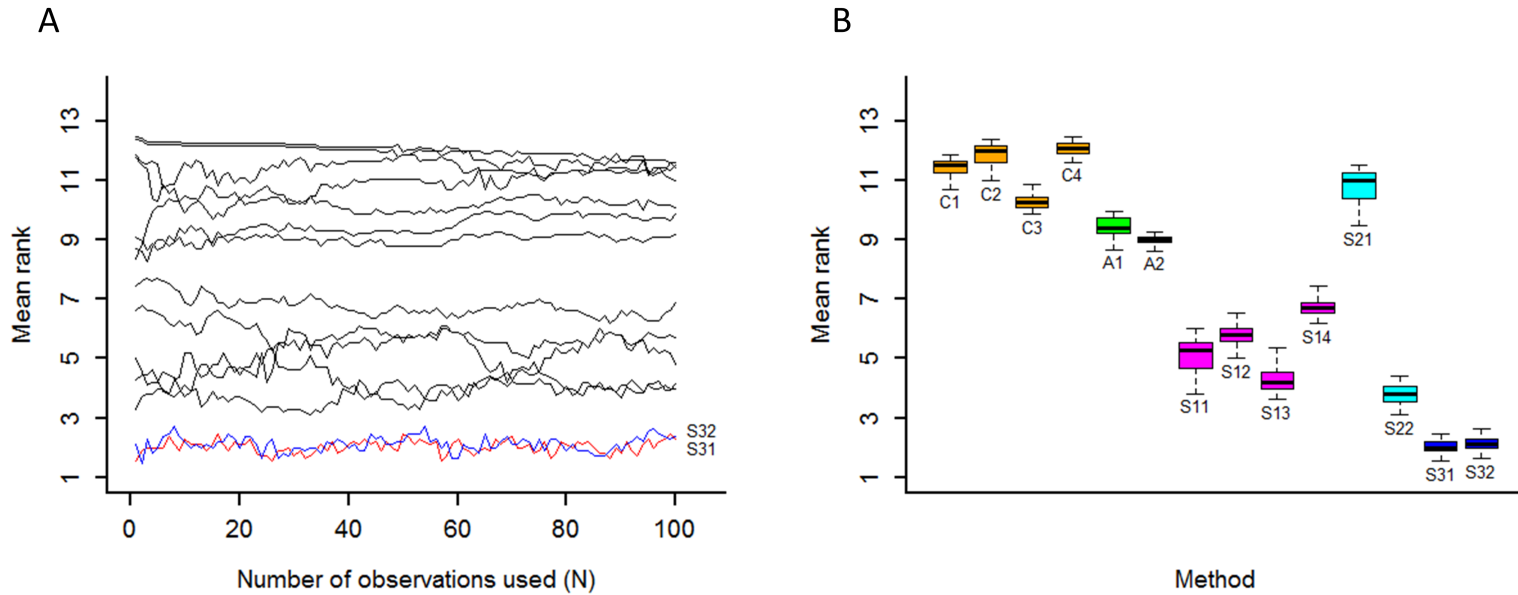 A
B
Mean rank
13
11
9
7
5
3
1
S32
S31
0
20
40
60
80
100
Number of observations used (N)
Mean rank
13
11
9
7
5
3
1
C1
C2
C3
C4
A1
A2
S11
S12
S13
S14
S21
S22
S31
S32
Method